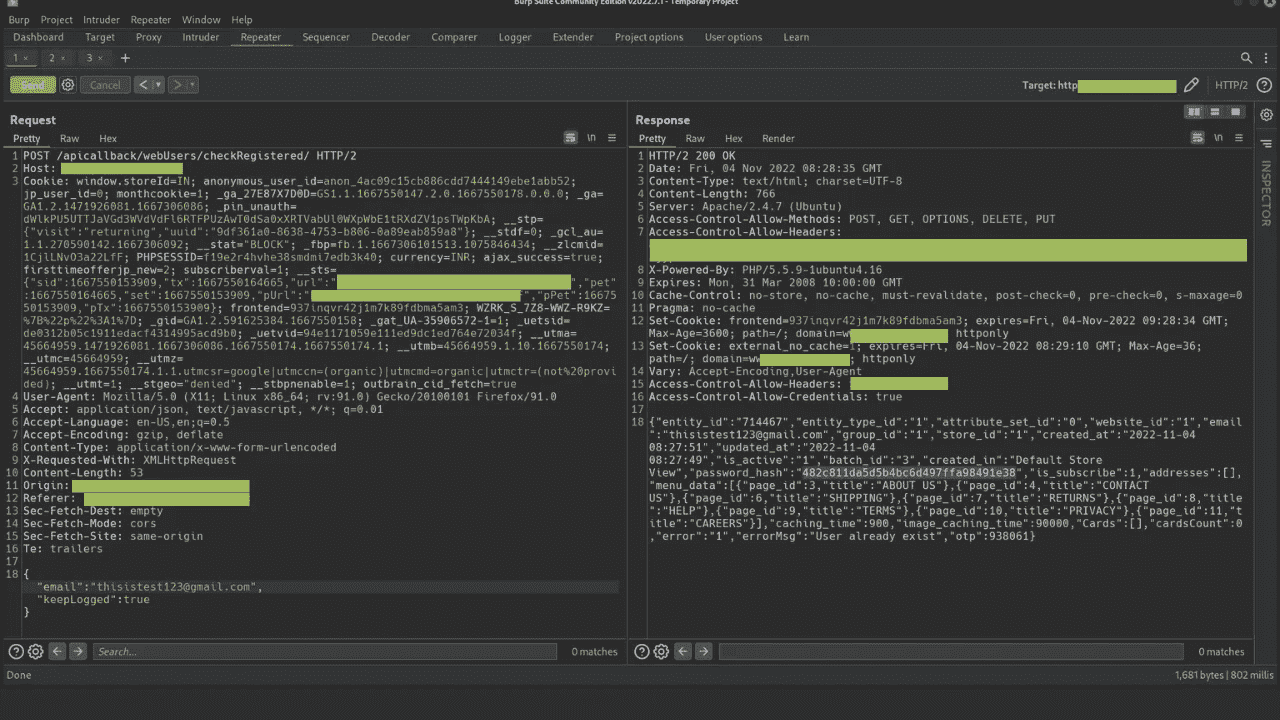 Burp Suite Community Edition v2022.7.1 - Temporary Project
Burp Project Intruder Repeater Window Help
Dashboard Target Proxy Intruder Repeater Sequencer Decoder Comparer Logger Extender Project options User options Learn
1 × 2 × 3 × +
Cancel < >
Target: http
HTTP/2
Request
Pretty Raw Hex
\n
1 POST /apicallback/webUsers/checkRegistered/ HTTP/2
2 Host:
3 Cookie: window.storeId=IN; anonymous_user_id=anon_4ac09c15cb886cdd7444149ebe1abb52;
jp_user_id=0; monthcookie=1; _ga_27E87X7D0D=GS1.1.1667550147.2.0.1667550178.0.0.0; _ga=
GA1.2.1471926081.1667306086; _pin_unauth=
dWlkPU5UTTJaVGd3WVdVdFl6RTFPUzAwT0dSa0xXRTVabUl0WXpWbE1tRXdZV1psTWpKbA; __stp=
{"visit":"returning","uuid":"9df361a0-8638-4753-b806-0a89eab859a8"}; __stdf=0; _gcl_au=
1.1.270590142.1667306092; __stat="BLOCK"; _fbp=fb.1.1667306101513.1075846434; __zlcmid=
1CjlLNvO3a22LfF; PHPSESSID=f19e2r4hvhe38smdmi7edb3k40; currency=INR; ajax_success=true;
firsttimeofferjp_new=2; subscriberval=1; __sts=
{"sid":1667550153909,"tx":1667550164665,"url":" ","pet"
:1667550164665,"set":1667550153909,"pUrl":" ","pPet":16675
50153909,"pTx":1667550153909}; frontend=937inqvr42j1m7k89fdbma5am3; WZRK_S_7Z8-WWZ-R9KZ=
%7B%22p%22%3A1%7D; _gid=GA1.2.591625384.1667550158; _gat_UA-35906572-1=1; _uetsid=
de0312b05c1911edacf4314995acd9b0; _uetvid=94e1171059e111ed9dc1ed764e72034f; __utma=
45664959.1471926081.1667306086.1667550174.1667550174.1; __utmb=45664959.1.10.1667550174;
__utmc=45664959; __utmz=
45664959.1667550174.1.1.utmcsr=google|utmccn=(organic)|utmcmd=organic|utmctr=(not%20provi
ded); __utmt=1; __stgeo="denied"; __stbpnenable=1; outbrain_cid_fetch=true
4 User-Agent: Mozilla/5.0 (X11; Linux x86_64; rv:91.0) Gecko/20100101 Firefox/91.0
5 Accept: application/json, text/javascript, */*; q=0.01
6 Accept-Language: en-US,en;q=0.5
7 Accept-Encoding: gzip, deflate
8 Content-Type: application/x-www-form-urlencoded
9 X-Requested-With: XMLHttpRequest
10 Content-Length: 53
11 Origin:
12 Referer:
13 Sec-Fetch-Dest: empty
14 Sec-Fetch-Mode: cors
15 Sec-Fetch-Site: same-origin
16 Te: trailers
17
18 {
"email":"thisistest123@gmail.com",
"keepLogged":true
}
Search...
0 matches
Response
Pretty Raw Hex Render
\n
1 HTTP/2 200 OK
2 Date: Fri, 04 Nov 2022 08:28:35 GMT
3 Content-Type: text/html; charset=UTF-8
4 Content-Length: 766
5 Server: Apache/2.4.7 (Ubuntu)
6 Access-Control-Allow-Methods: POST, GET, OPTIONS, DELETE, PUT
7 Access-Control-Allow-Headers:
8 X-Powered-By: PHP/5.5.9-1ubuntu4.16
9 Expires: Mon, 31 Mar 2008 10:00:00 GMT
10 Cache-Control: no-store, no-cache, must-revalidate, post-check=0, pre-check=0, s-maxage=0
11 Pragma: no-cache
12 Set-Cookie: frontend=937inqvr42j1m7k89fdbma5am3; expires=Fri, 04-Nov-2022 09:28:34 GMT;
Max-Age=3600; path=/; domain=w httponly
13 Set-Cookie: external_no_cache=1; expires=Fri, 04-Nov-2022 08:29:10 GMT; Max-Age=36;
path=/; domain=ww ; httponly
14 Vary: Accept-Encoding,User-Agent
15 Access-Control-Allow-Headers:
16 Access-Control-Allow-Credentials: true
17
18 {"entity_id":"714467","entity_type_id":"1","attribute_set_id":"0","website_id":"1","email
":"thisistest123@gmail.com","group_id":"1","store_id":"1","created_at":"2022-11-04
08:27:51","updated_at":"2022-11-04
08:27:49","is_active":"1","batch_id":"3","created_in":"Default Store
View","password_hash":"482c811da5d5b4bc6d497ffa98491e38","is_subscribe":1,"addresses":[],
"menu_data":[{"page_id":3,"title":"ABOUT US"},{"page_id":4,"title":"CONTACT
US"},{"page_id":6,"title":"SHIPPING"},{"page_id":7,"title":"RETURNS"},{"page_id":8,"title
":"HELP"},{"page_id":9,"title":"TERMS"},{"page_id":10,"title":"PRIVACY"},{"page_id":11,"t
itle":"CAREERS"}],"caching_time":900,"image_caching_time":90000,"Cards":[],"cardsCount":0
,"error":"1","errorMsg":"User already exist","otp":938061}
0 matches
INSPECTOR
Done
1,681 bytes | 802 millis